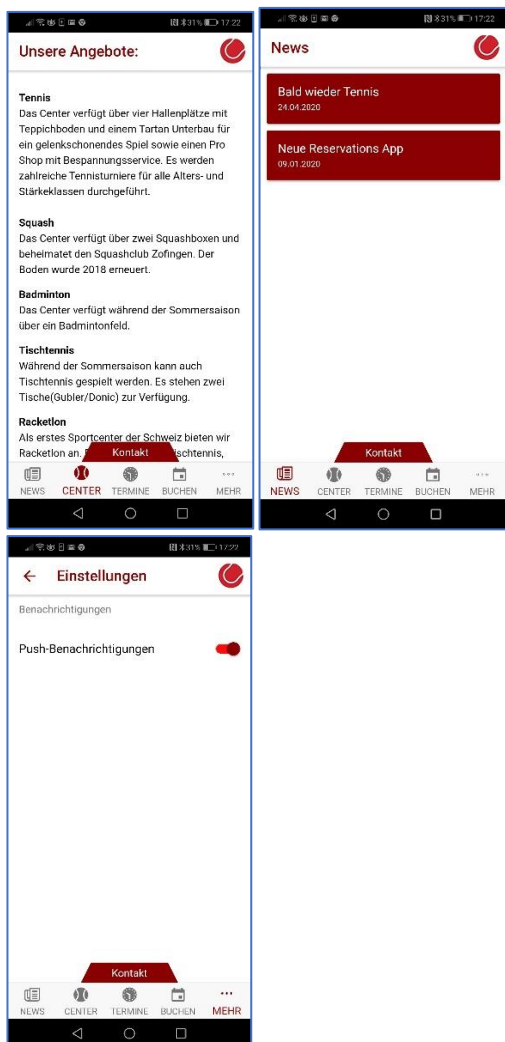 31% 17:22
Unsere Angebote:
Tennis
Das Center verfügt über vier Hallenplätze mit
Teppichboden und einem Tartan Unterbau für
ein gelenkschonendes Spiel sowie einen Pro
Shop mit Bespannungsservice. Es werden
zahlreiche Tennisturniere für alle Alters- und
Stärkeklassen durchgeführt.
Squash
Das Center verfügt über zwei Squashboxen und
beheimatet den Squashclub Zofingen. Der
Boden wurde 2018 erneuert.
Badminton
Das Center verfügt während der Sommersaison
über ein Badmintonfeld.
Tischtennis
Während der Sommersaison kann auch
Tischtennis gespielt werden. Es stehen zwei
Tische(Gubler/Donic) zur Verfügung.
Racketlon
Als erstes Sportcenter der Schweiz bieten wir
Racketlon an.
Kontakt
NEWS CENTER TERMINE BUCHEN MEHR
31% 17:22
News
Bald wieder Tennis
24.04.2020
Neue Reservations App
09.01.2020
Kontakt
NEWS CENTER TERMINE BUCHEN MEHR
31% 17:22
Einstellungen
Benachrichtigungen
Push-Benachrichtigungen
Kontakt
NEWS CENTER TERMINE BUCHEN MEHR